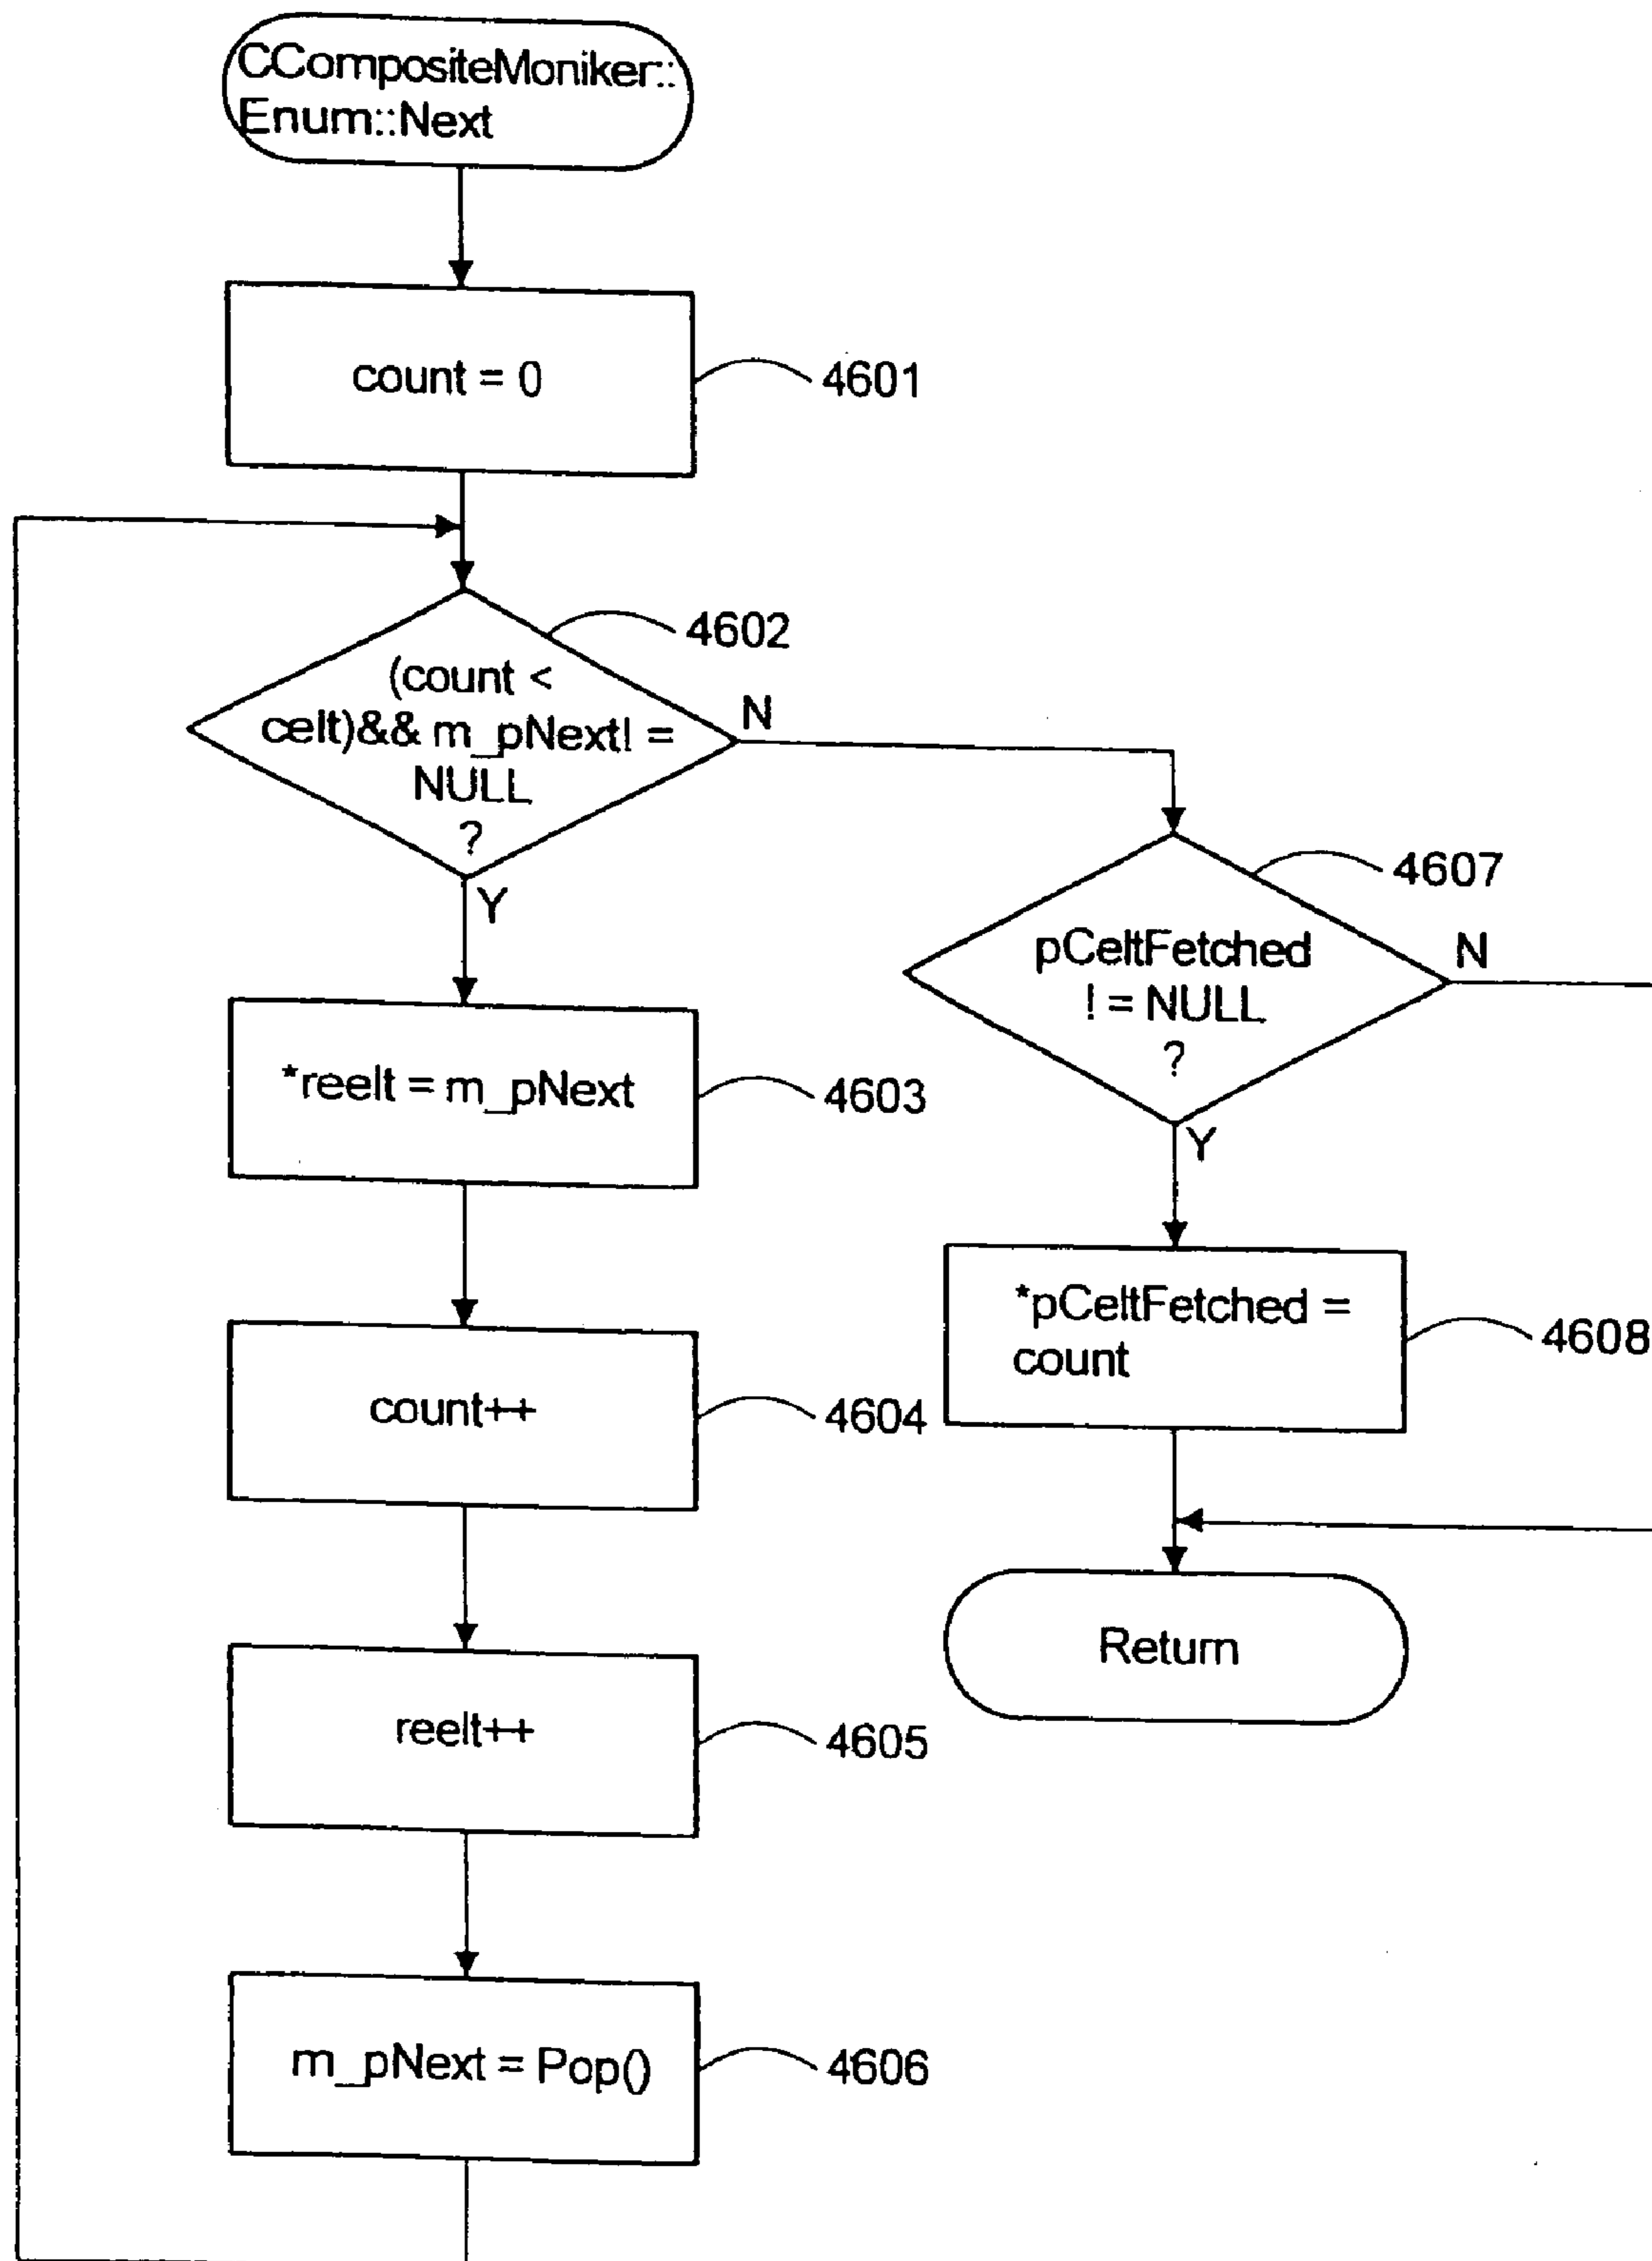 CCompositeMoniker::
Enum::Next
count = 0
4601
4602
(count <
celt)&& m_pNext! =
NULL
?
N
Y
4607
pCeltFetched
! = NULL
?
N
Y
*reelt = m_pNext
4603
*pCeltFetched =
count
4608
count++
4604
Return
reelt++
4605
m_pNext = Pop()
4606